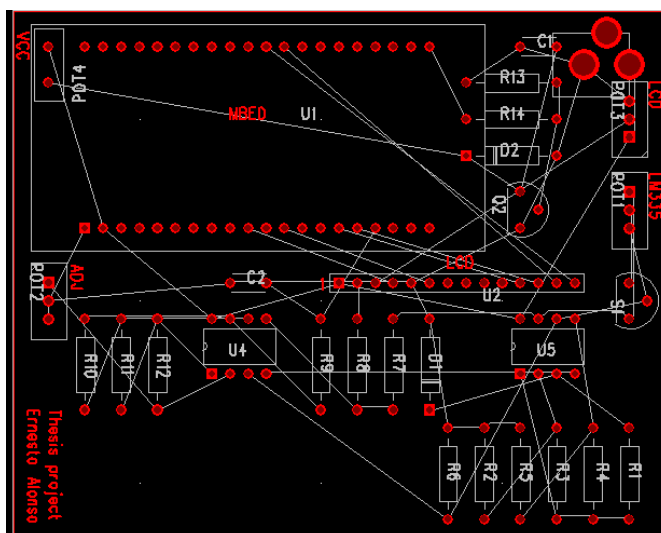 VCC
POT4
MBED
U1
C1
R13
R14
D2
Q2
POT3
LCD
POT1
LM335
POT2
ADJ
C2
1
LCD
U2
S1
R10
R11
R12
U4
R9
R8
R7
D1
U5
R6
R2
R5
R3
R4
R1
Thesis project
Ernesto Alonso